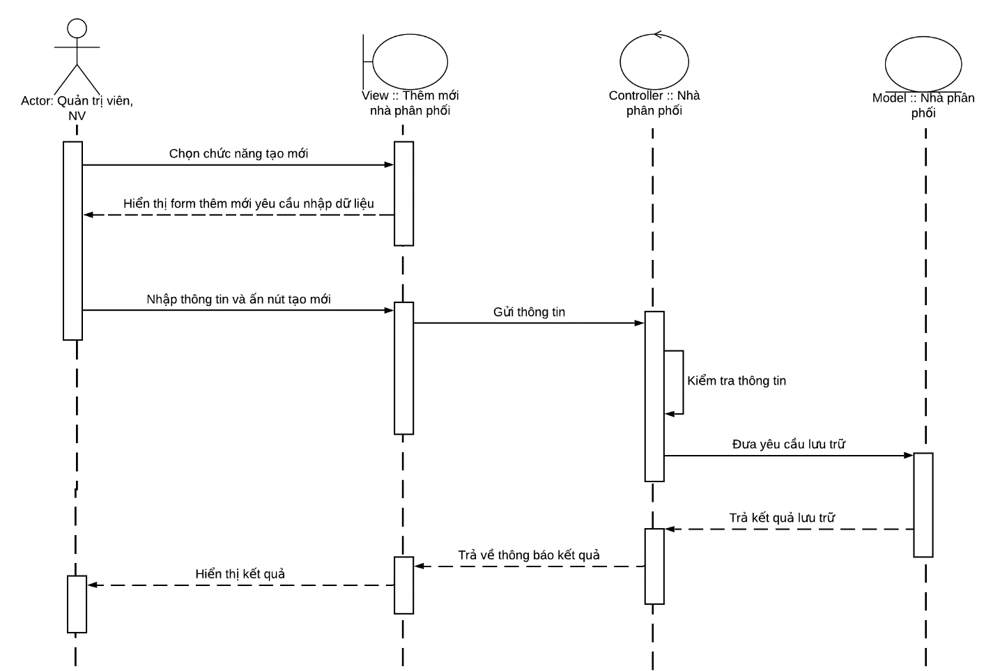 Actor: Quản trị viên,
NV
View :: Thêm mới
nhà phân phối
Controller :: Nhà
phân phối
Model :: Nhà phân
phối
Chọn chức năng tạo mới
Hiển thị form thêm mới yêu cầu nhập dữ liệu
Nhập thông tin và ấn nút tạo mới
Gửi thông tin
Kiểm tra thông tin
Đưa yêu cầu lưu trữ
Trả kết quả lưu trữ
Trả về thông báo kết quả
Hiển thị kết quả